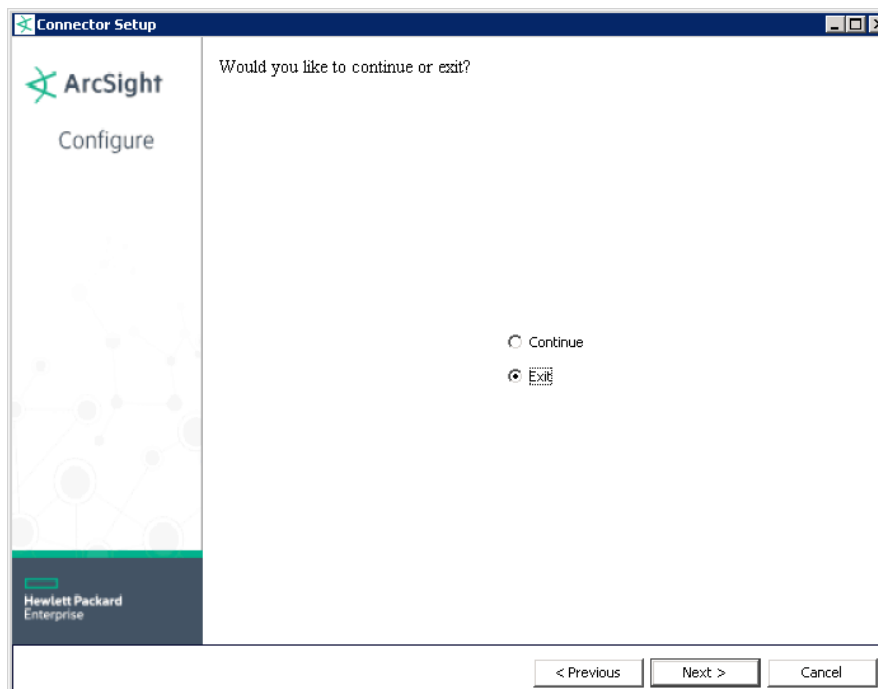 Connector Setup
ArcSight
Configure
Would you like to continue or exit?
Continue
Exit
Hewlett Packard
Enterprise
< Previous
Next >
Cancel